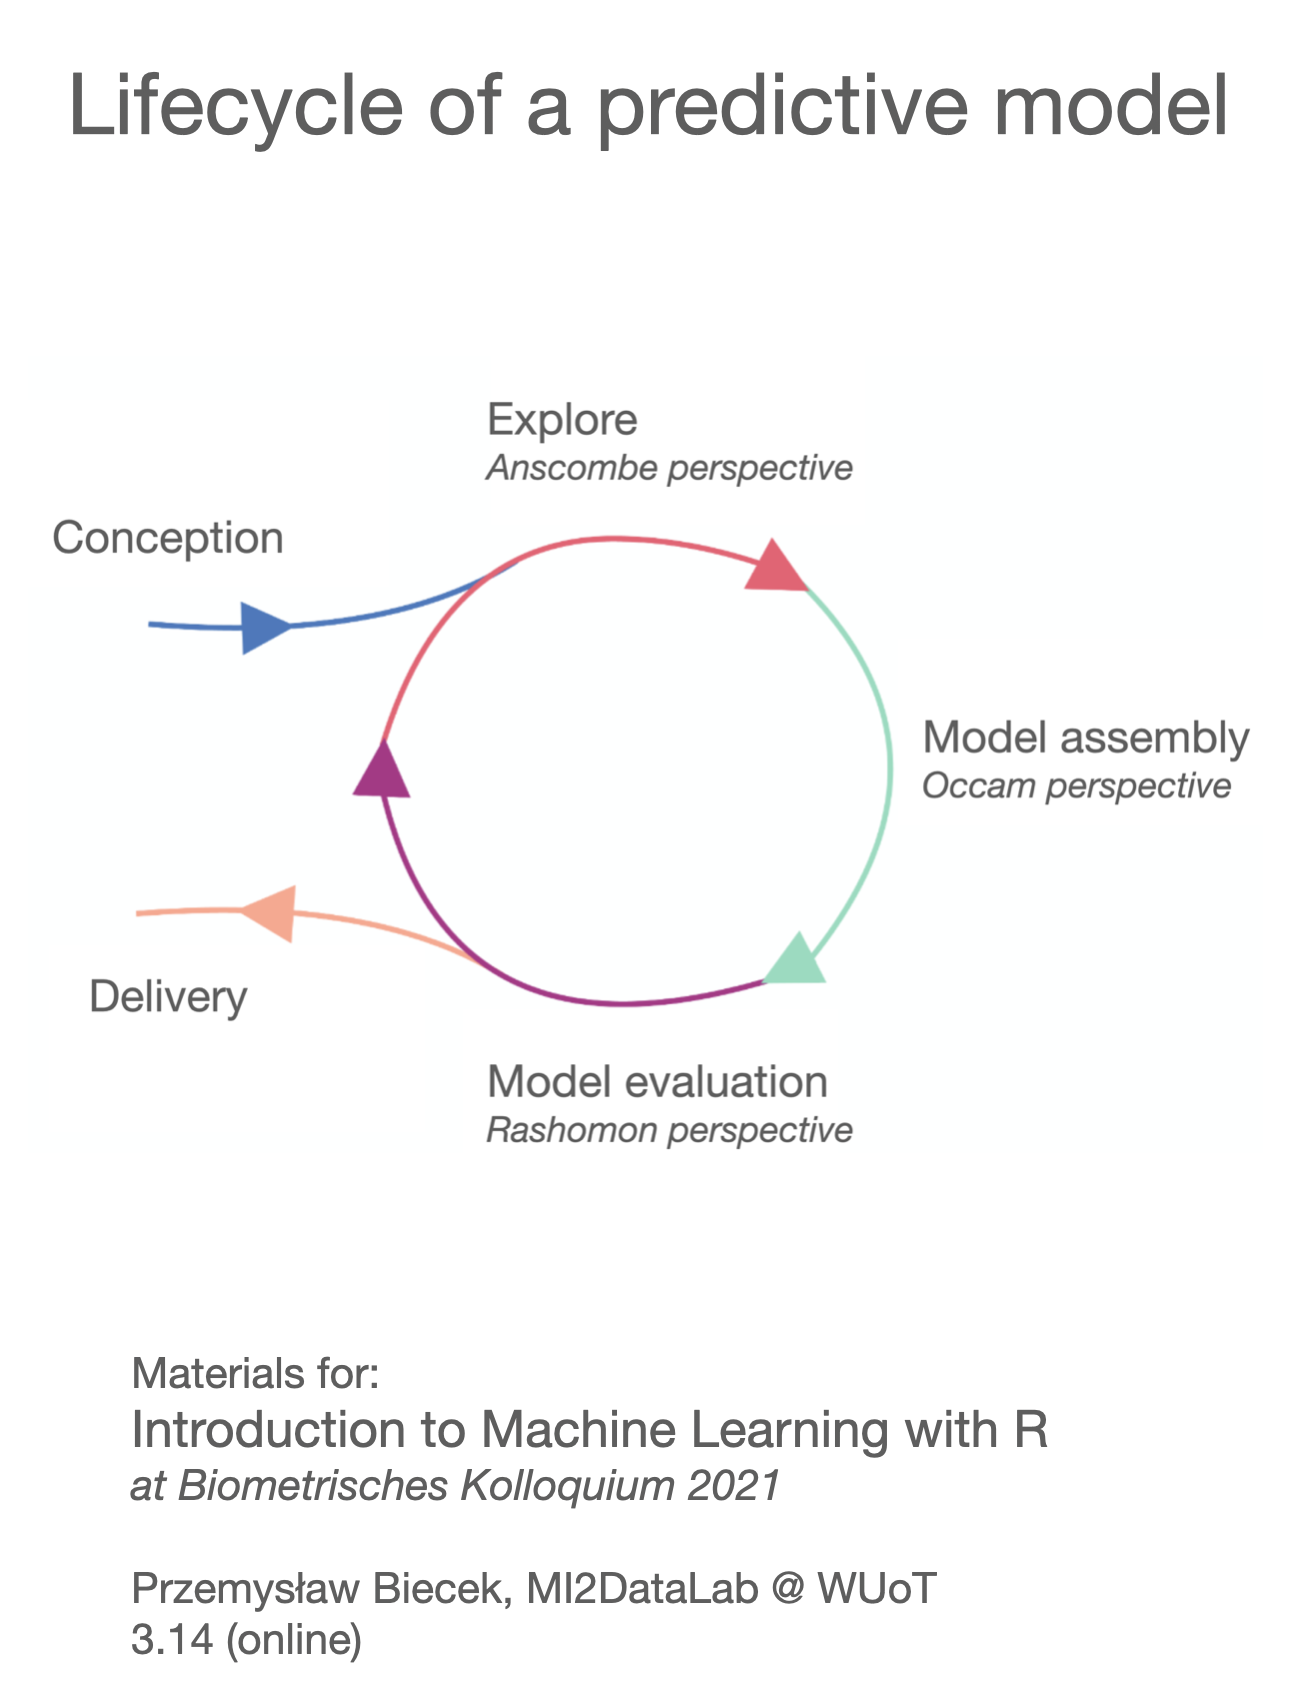 Lifecycle of a predictive model
Explore
Anscombe perspective
Conception
Model assembly
Occam perspective
Delivery
Model evaluation
Rashomon perspective
Materials for:
Introduction to Machine Learning with R
at Biometrisches Kolloquium 2021
Przemysław Biecek, MI2DataLab @ WUoT
3.14 (online)